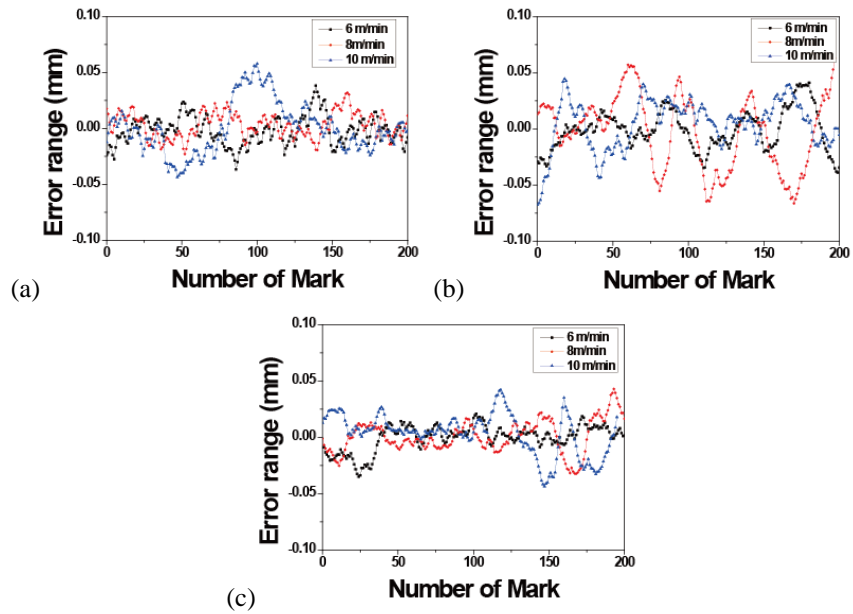 0.10
0.05
0.00
-0.05
-0.10
Error range (mm)
6 m/min
8m/min
10 m/min
0 50 100 150 200
Number of Mark
(a)
0.10
0.05
0.00
-0.05
-0.10
Error range (mm)
6 m/min
8m/min
10 m/min
0 50 100 150 200
Number of Mark
(b)
0.10
0.05
0.00
-0.05
-0.10
Error range (mm)
6 m/min
8m/min
10 m/min
0 50 100 150 200
Number of Mark
(c)